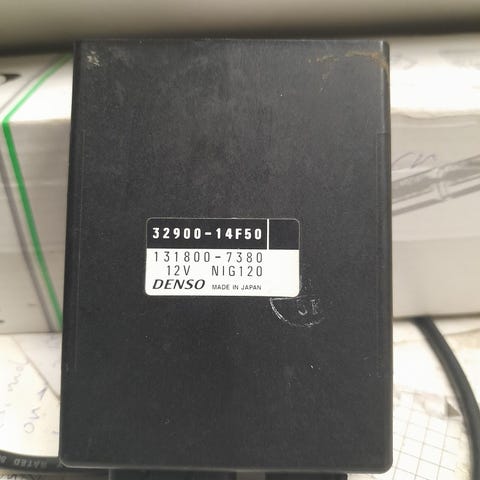 32900-14F50
131800-7380
12V NIG120
DENSO MADE IN JAPAN